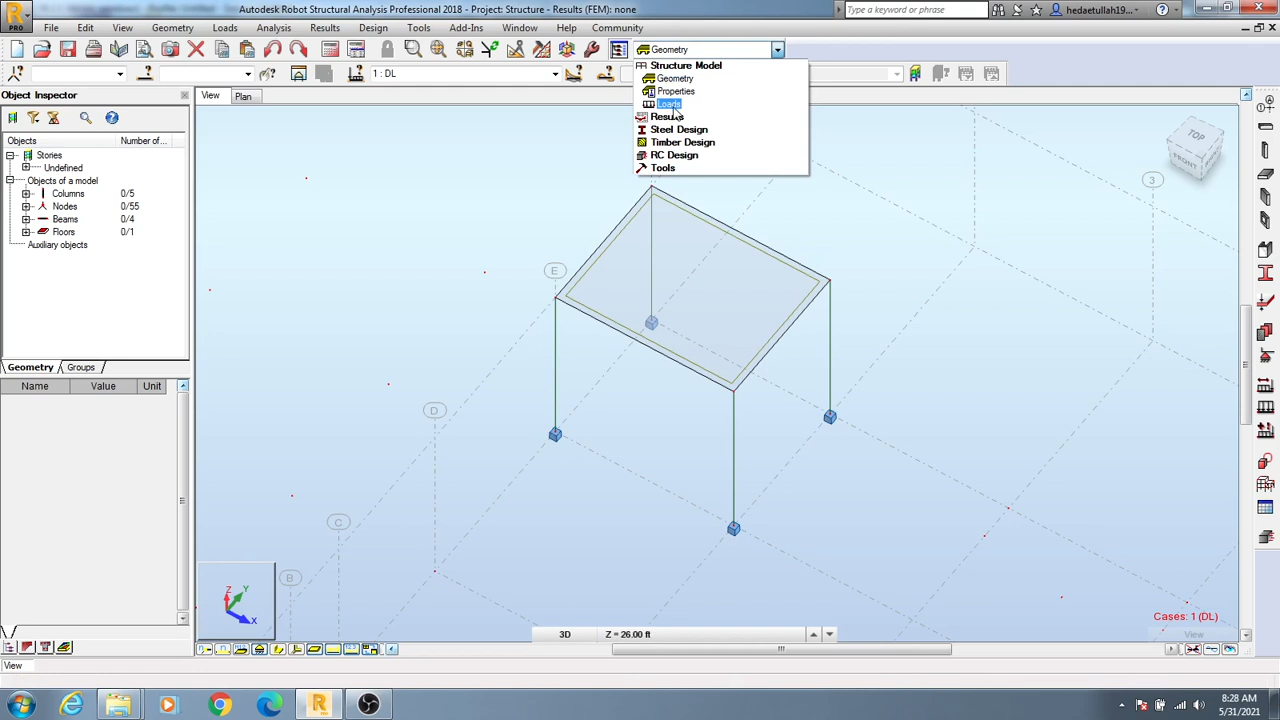 PRO
Autodesk Robot Structural Analysis Professional 2018 - Project: Structure - Results (FEM): none
Type a keyword or phrase
hedaetullah19...
File Edit View Geometry Loads Analysis Results Design Tools Add-Ins Window Help Community
Geometry
1 : DL
Structure Model
Geometry
Properties
Loads
Results
Steel Design
Timber Design
RC Design
Tools
Object Inspector
View Plan
Objects Number of...
Stories
Undefined
Objects of a model
Columns 0/5
Nodes 0/55
Beams 0/4
Floors 0/1
Auxiliary objects
Geometry Groups
Name Value Unit
TOP
FRONT
3
E
D
C
B
Z
Y
X
Cases: 1 (DL)
3D Z = 26.00 ft
View
View
8:28 AM
5/31/2021